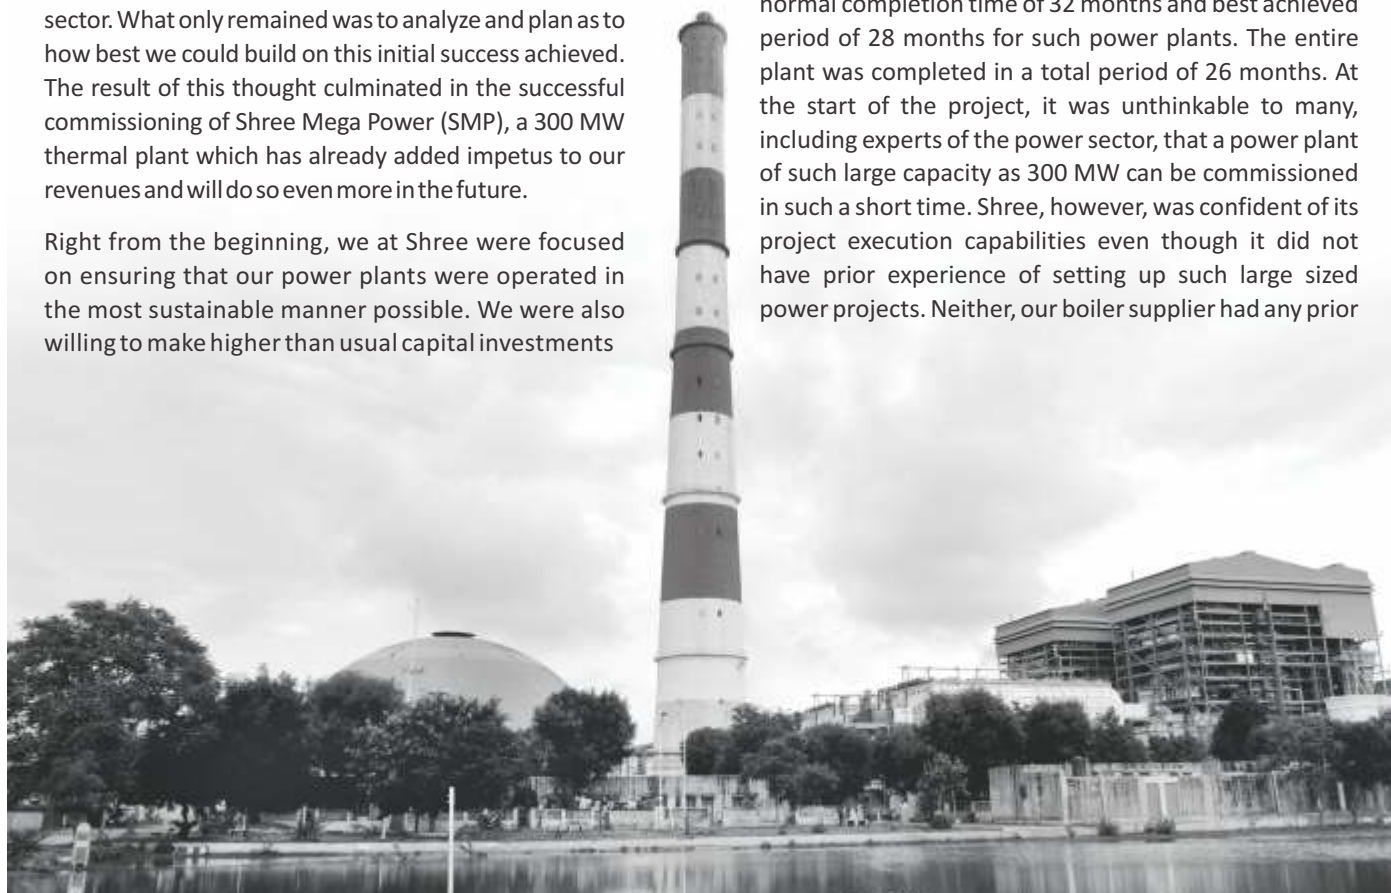 sector. What only remained was to analyze and plan as to
how best we could build on this initial success achieved.
The result of this thought culminated in the successful
commissioning of Shree Mega Power (SMP), a 300 MW
thermal plant which has already added impetus to our
revenues and will do so even more in the future.
Right from the beginning, we at Shree were focused
on ensuring that our power plants were operated in
the most sustainable manner possible. We were also
willing to make higher than usual capital investments
normal completion time of 32 months and best achieved
period of 28 months for such power plants. The entire
plant was completed in a total period of 26 months. At
the start of the project, it was unthinkable to many,
including experts of the power sector, that a power plant
of such large capacity as 300 MW can be commissioned
in such a short time. Shree, however, was confident of its
project execution capabilities even though it did not
have prior experience of setting up such large sized
power projects. Neither, our boiler supplier had any prior